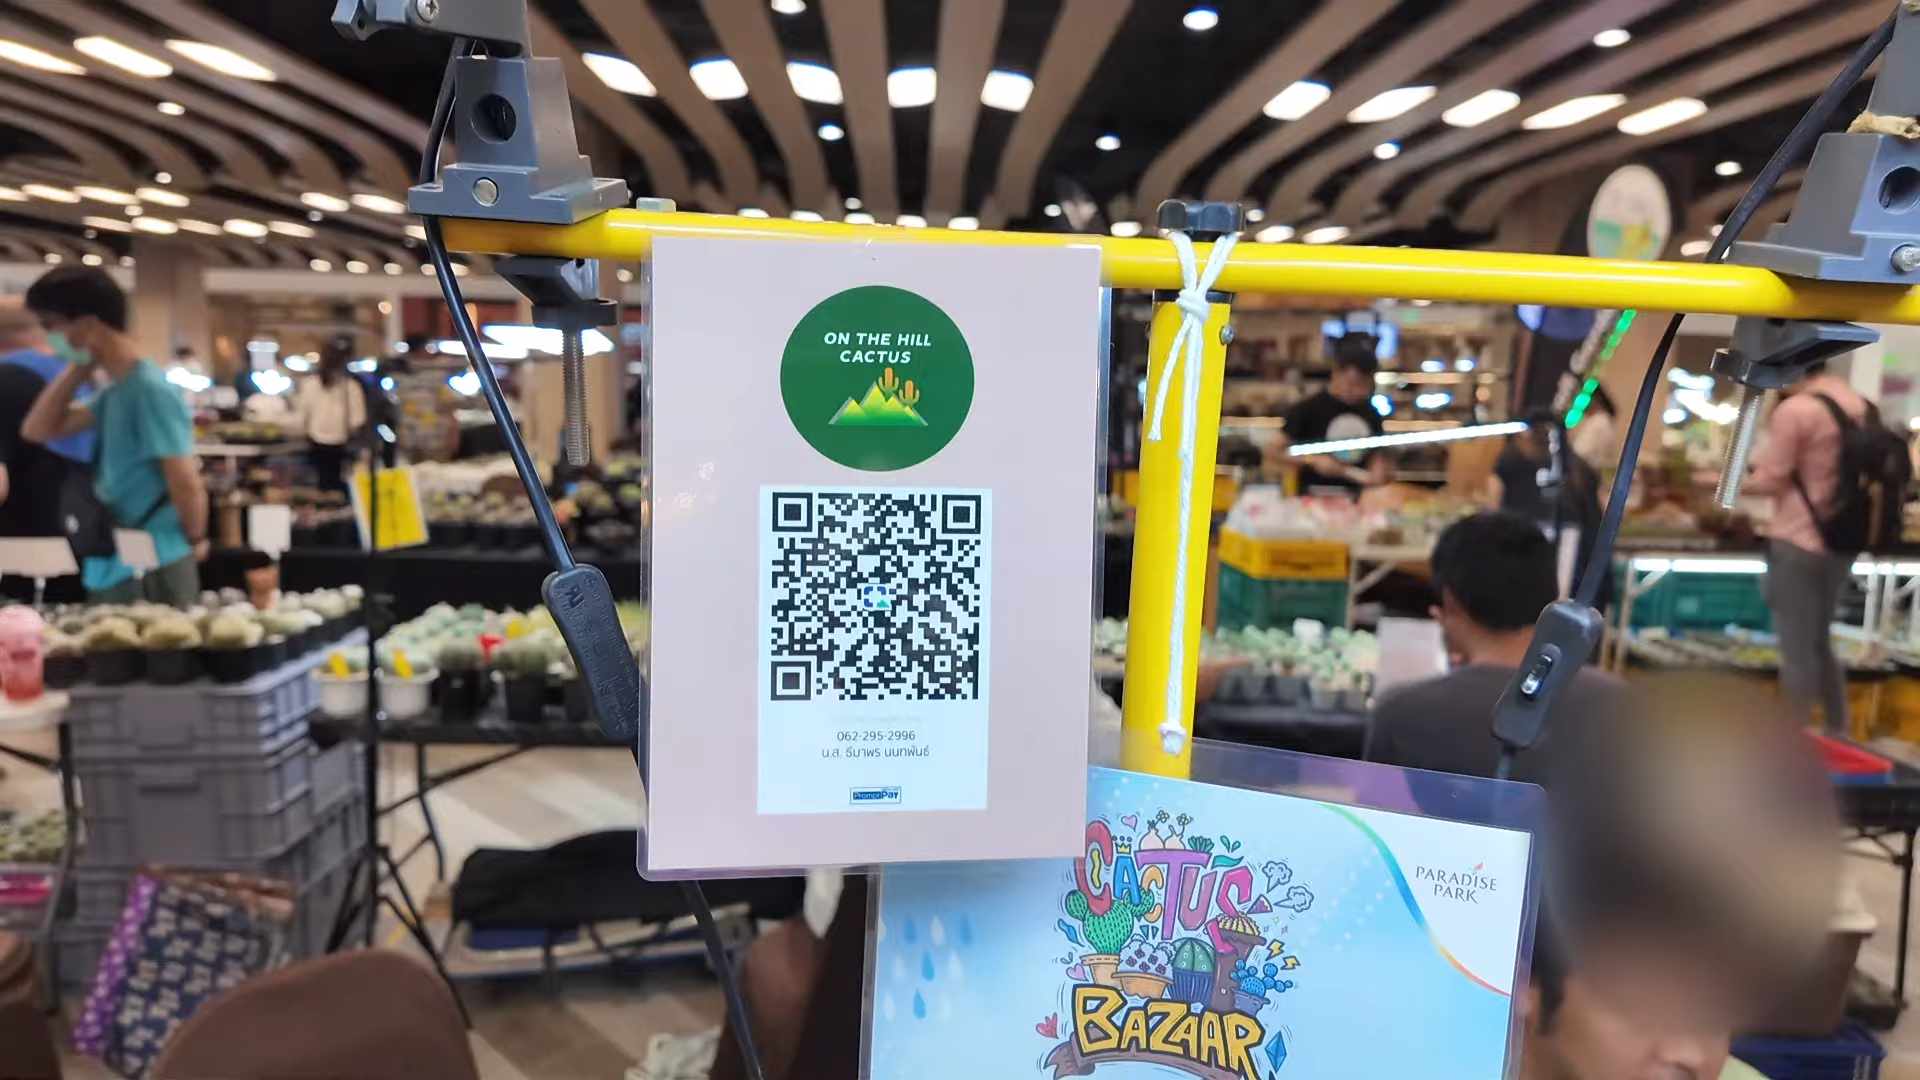 ON THE HILL
CACTUS
062-295-2996
น.ส. ธีมาพร นนทพันธ์
PromptPay
CACTUS
BAZAAR
PARADISE
PARK